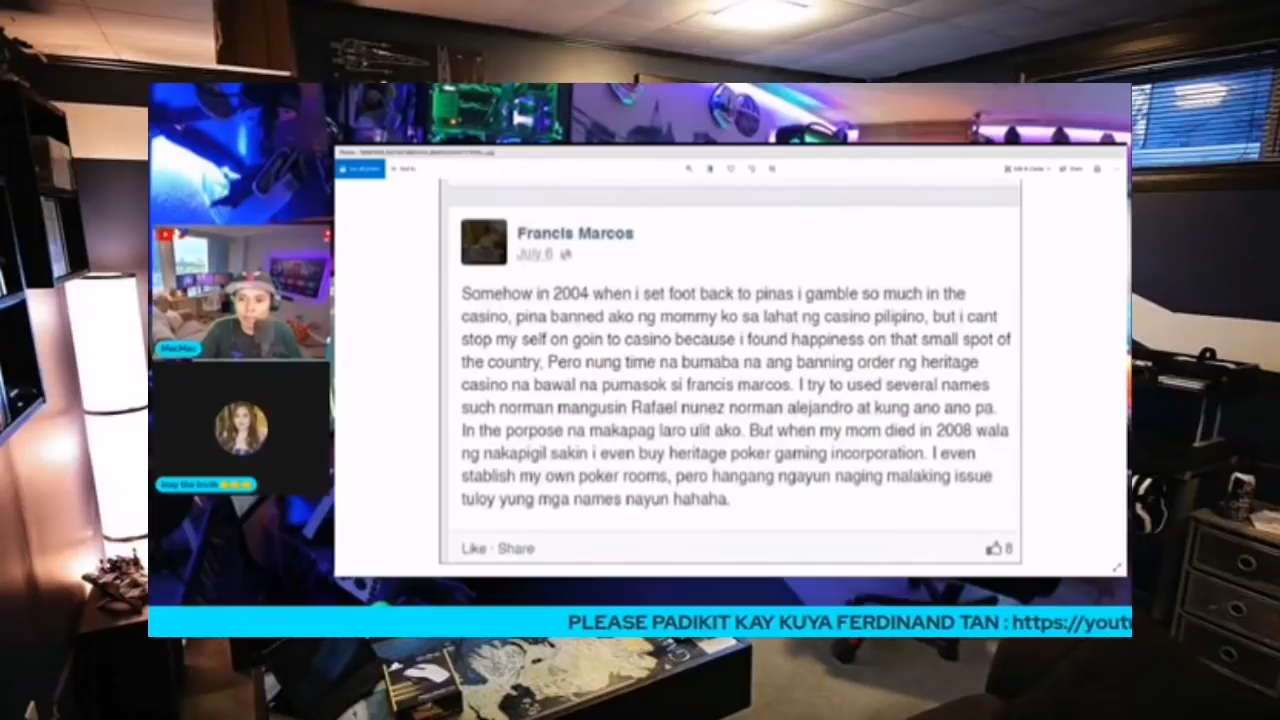 Francis Marcos
July 6
Somehow in 2004 when i set foot back to pinas i gamble so much in the
casino, pina banned ako ng mommy ko sa lahat ng casino pilipino, but i cant
stop my self on goin to casino because i found happiness on that small spot of
the country, Pero nung time na bumaba na ang banning order ng heritage
casino na bawal na pumasok si francis marcos. I try to used several names
such norman mangusin Rafael nunez norman alejandro at kung ano ano pa.
In the porpose na makapag laro ulit ako. But when my mom died in 2008 wala
ng nakapigil sakin i even buy heritage poker gaming incorporation. I even
stablish my own poker rooms, pero hangang ngayun naging malaking issue
tuloy yung mga names nayun hahaha.
Like · Share
8
MacMac
PLEASE PADIKIT KAY KUYA FERDINAND TAN : https://yout